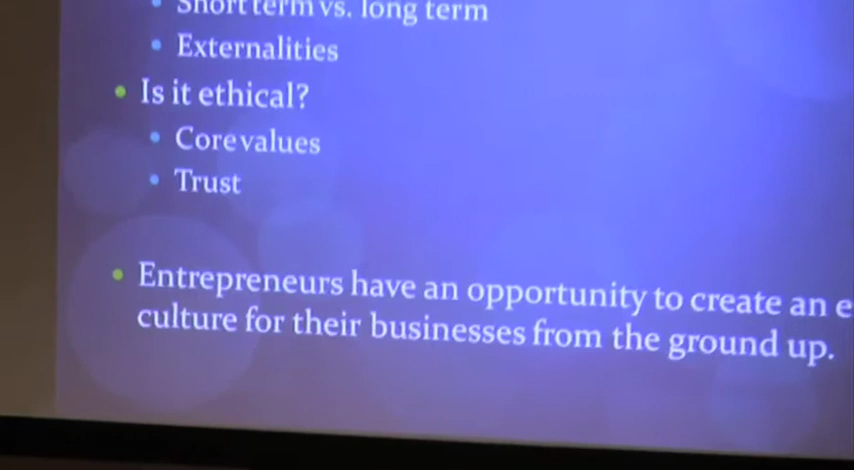 Short term vs. long term
Externalities
Is it ethical?
Core values
Trust
Entrepreneurs have an opportunity to create an
culture for their businesses from the ground up.